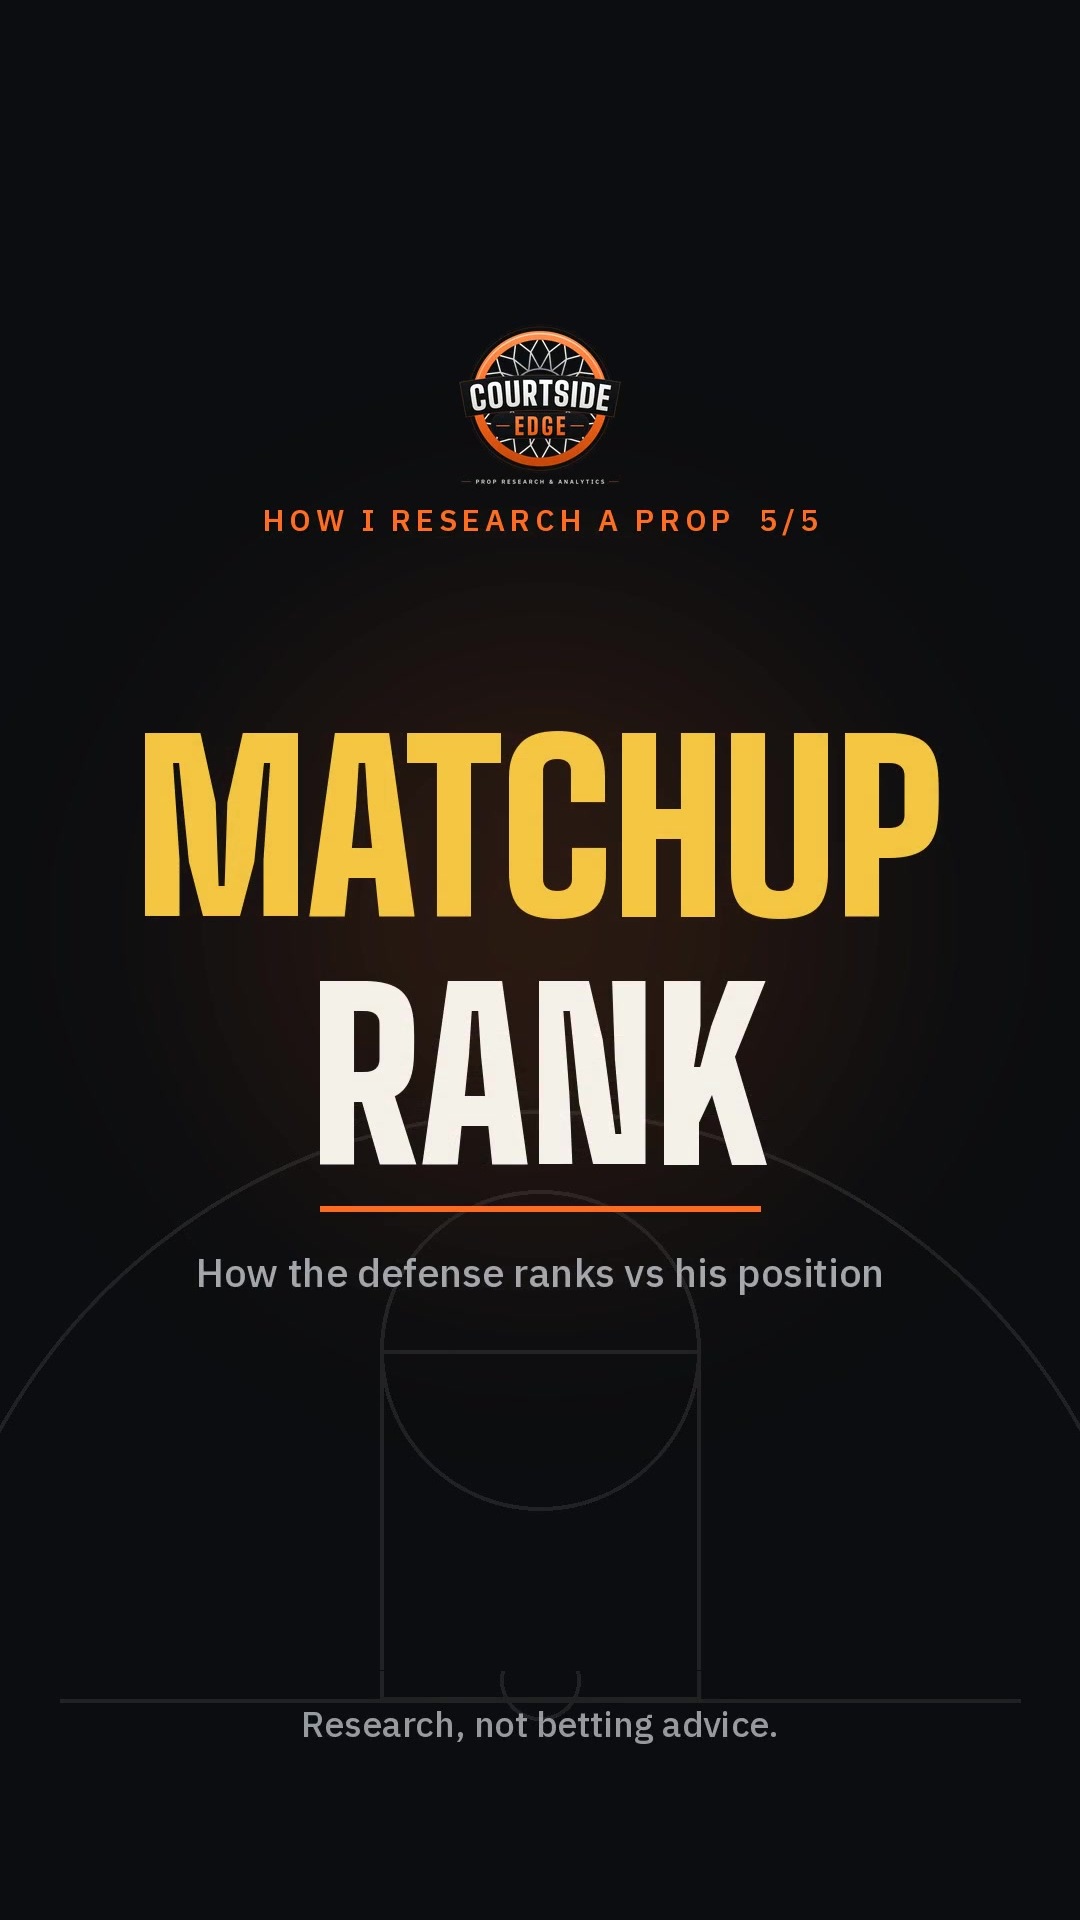 COURTSIDE
EDGE
PROP RESEARCH & ANALYTICS
HOW I RESEARCH A PROP 5/5
MATCHUP
RANK
How the defense ranks vs his position
Research, not betting advice.